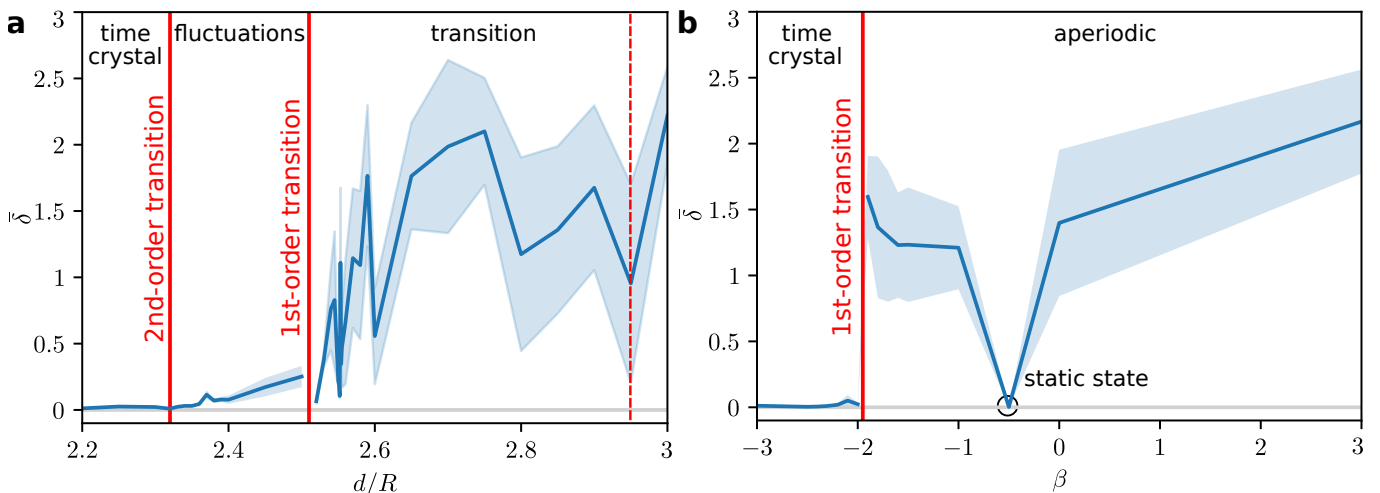 a
time
crystal
fluctuations
transition
2nd-order transition
1st-order transition
δ̄
3
2.5
2
1.5
1
0.5
0
2.2
2.4
2.6
2.8
3
d/R
b
time
crystal
aperiodic
1st-order transition
static state
δ̄
3
2.5
2
1.5
1
0.5
0
−3
−2
−1
0
1
2
3
β